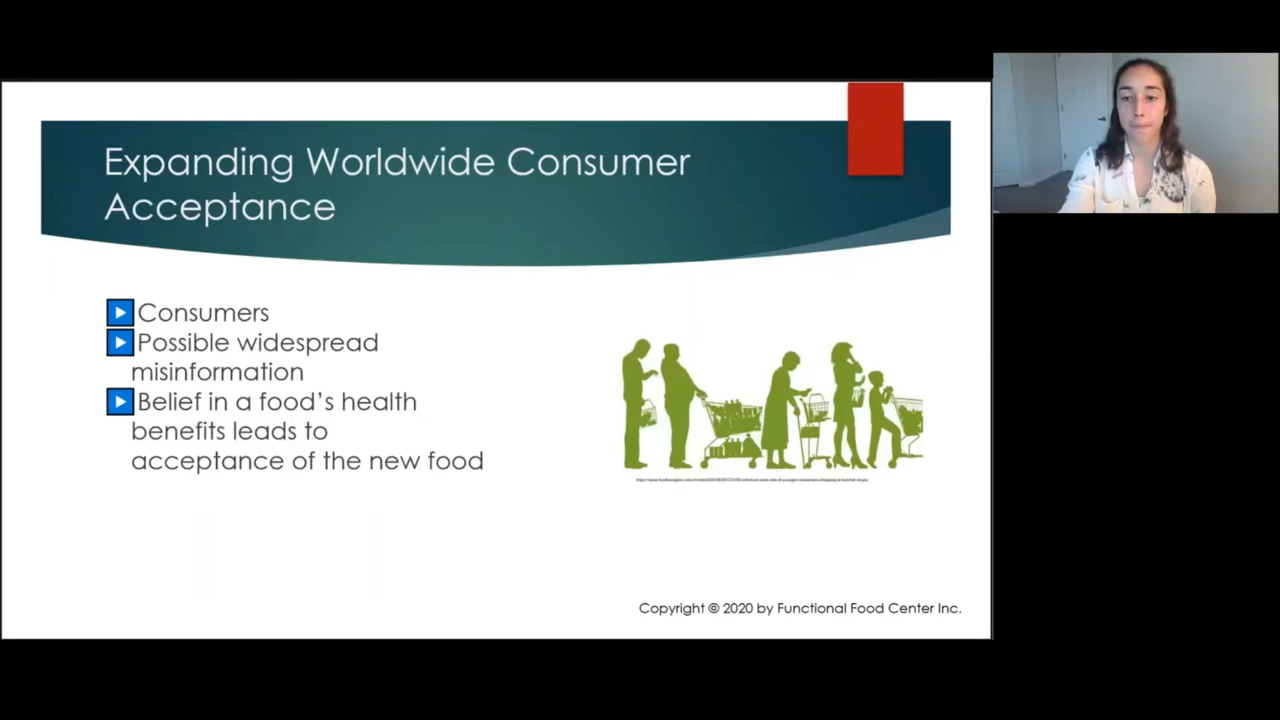 Expanding Worldwide Consumer
Acceptance
Consumers
Possible widespread
misinformation
Belief in a food's health
benefits leads to
acceptance of the new food
Copyright © 2020 by Functional Food Center Inc.